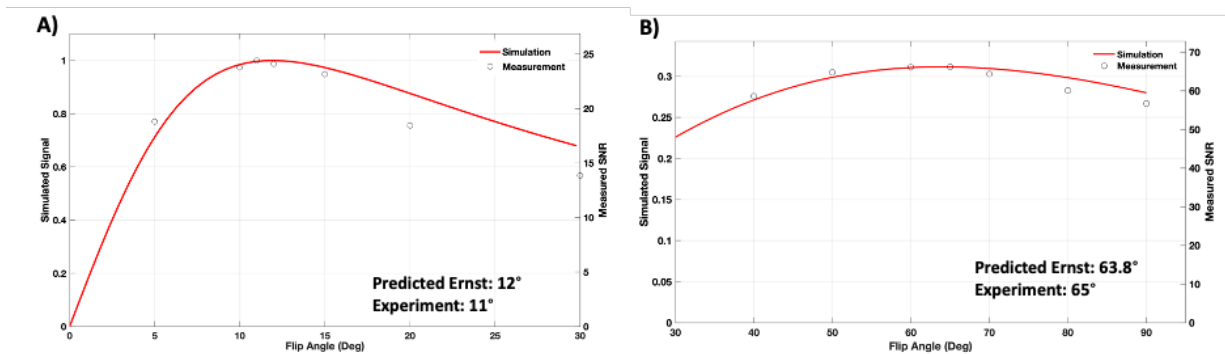 A)
Simulation
Measurement
1
0.8
0.6
0.4
0.2
0
Simulated Signal
25
20
15
10
5
0
Measured SNR
0 5 10 15 20 25 30
Flip Angle (Deg)
Predicted Ernst: 12°
Experiment: 11°
B)
Simulation
Measurement
0.3
0.25
0.2
0.15
0.1
0.05
0
Simulated Signal
70
60
50
40
30
20
10
0
Measured SNR
30 40 50 60 70 80 90
Flip Angle (Deg)
Predicted Ernst: 63.8°
Experiment: 65°